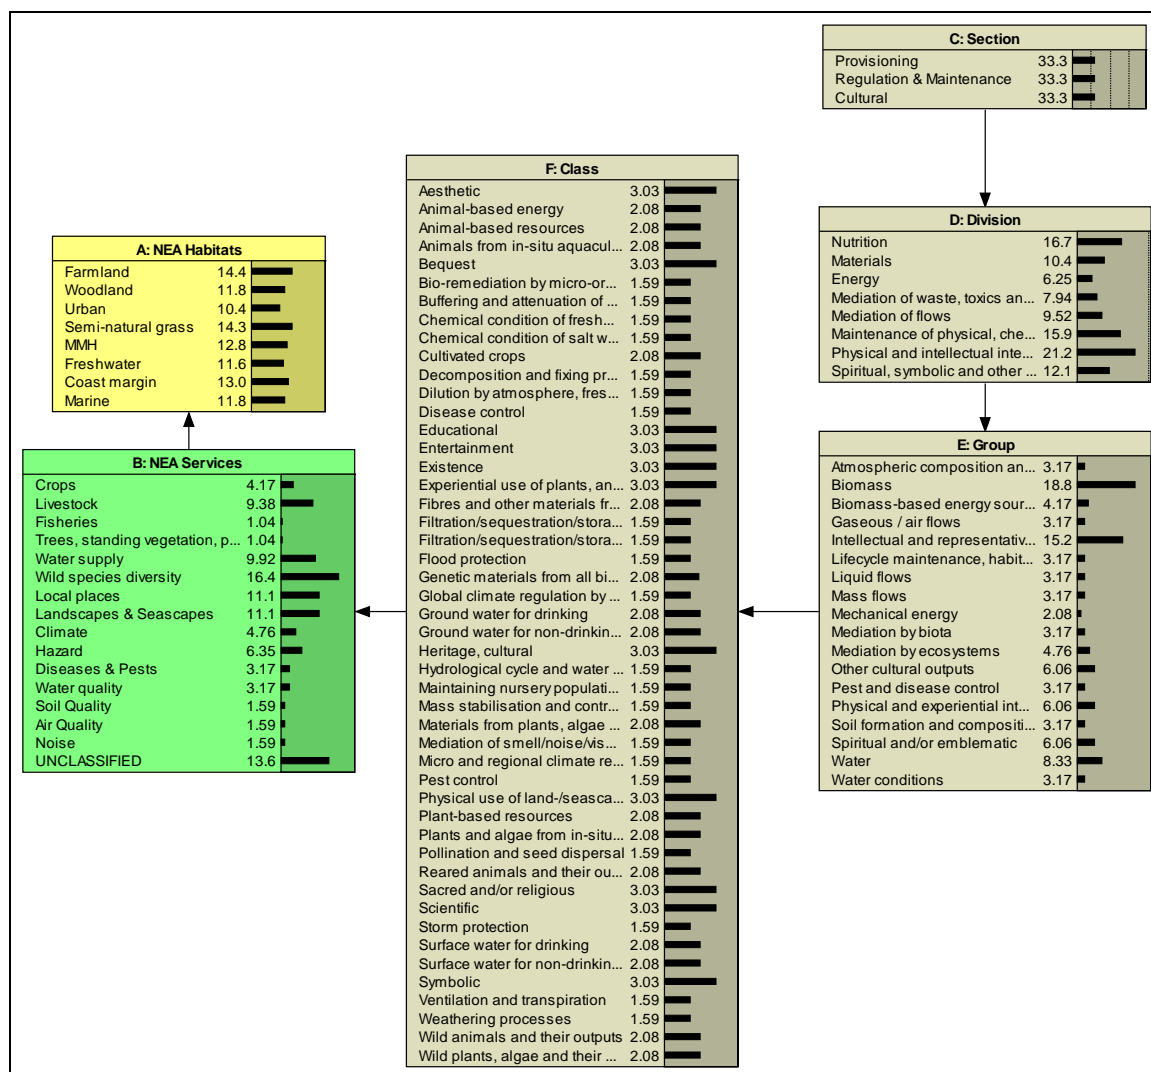 C: Section
Provisioning 33.3
Regulation & Maintenance 33.3
Cultural 33.3
D: Division
Nutrition 16.7
Materials 10.4
Energy 6.25
Mediation of waste, toxics an... 7.94
Mediation of flows 9.52
Maintenance of physical, che... 15.9
Physical and intellectual inte... 21.2
Spiritual, symbolic and other ... 12.1
E: Group
Atmospheric composition an... 3.17
Biomass 18.8
Biomass-based energy sour... 4.17
Gaseous / air flows 3.17
Intellectual and representativ... 15.2
Lifecycle maintenance, habit... 3.17
Liquid flows 3.17
Mass flows 3.17
Mechanical energy 2.08
Mediation by biota 3.17
Mediation by ecosystems 4.76
Other cultural outputs 6.06
Pest and disease control 3.17
Physical and experiential int... 6.06
Soil formation and compositi... 3.17
Spiritual and/or emblematic 6.06
Water 8.33
Water conditions 3.17
F: Class
Aesthetic 3.03
Animal-based energy 2.08
Animal-based resources 2.08
Animals from in-situ aquacul... 2.08
Bequest 3.03
Bio-remediation by micro-or... 1.59
Buffering and attenuation of ... 1.59
Chemical condition of fresh... 1.59
Chemical condition of salt w... 1.59
Cultivated crops 2.08
Decomposition and fixing pr... 1.59
Dilution by atmosphere, fres... 1.59
Disease control 1.59
Educational 3.03
Entertainment 3.03
Existence 3.03
Experiential use of plants, an... 3.03
Fibres and other materials fr... 2.08
Filtration/sequestration/stora... 1.59
Filtration/sequestration/stora... 1.59
Flood protection 1.59
Genetic materials from all bi... 2.08
Global climate regulation by ... 1.59
Ground water for drinking 2.08
Ground water for non-drinkin... 2.08
Heritage, cultural 3.03
Hydrological cycle and water ... 1.59
Maintaining nursery populati... 1.59
Mass stabilisation and contr... 1.59
Materials from plants, algae ... 2.08
Mediation of smell/noise/vis... 1.59
Micro and regional climate re... 1.59
Pest control 1.59
Physical use of land-/seasca... 3.03
Plant-based resources 2.08
Plants and algae from in-situ... 2.08
Pollination and seed dispersal 1.59
Reared animals and their ou... 2.08
Sacred and/or religious 3.03
Scientific 3.03
Storm protection 1.59
Surface water for drinking 2.08
Surface water for non-drinkin... 2.08
Symbolic 3.03
Ventilation and transpiration 1.59
Weathering processes 1.59
Wild animals and their outputs 2.08
Wild plants, algae and their ... 2.08
A: NEA Habitats
Farmland 14.4
Woodland 11.8
Urban 10.4
Semi-natural grass 14.3
MMH 12.8
Freshwater 11.6
Coast margin 13.0
Marine 11.8
B: NEA Services
Crops 4.17
Livestock 9.38
Fisheries 1.04
Trees, standing vegetation, p... 1.04
Water supply 9.92
Wild species diversity 16.4
Local places 11.1
Landscapes & Seascapes 11.1
Climate 4.76
Hazard 6.35
Diseases & Pests 3.17
Water quality 3.17
Soil Quality 1.59
Air Quality 1.59
Noise 1.59
UNCLASSIFIED 13.6